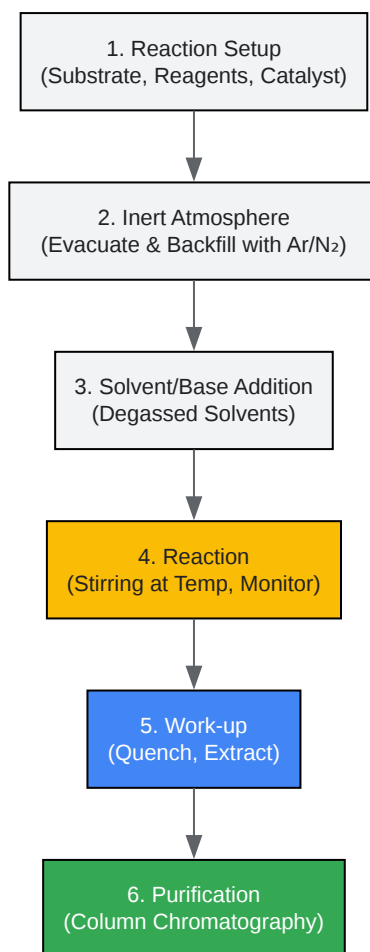 1. Reaction Setup
(Substrate, Reagents, Catalyst)
2. Inert Atmosphere
(Evacuate & Backfill with Ar/N₂)
3. Solvent/Base Addition
(Degassed Solvents)
4. Reaction
(Stirring at Temp, Monitor)
5. Work-up
(Quench, Extract)
6. Purification
(Column Chromatography)